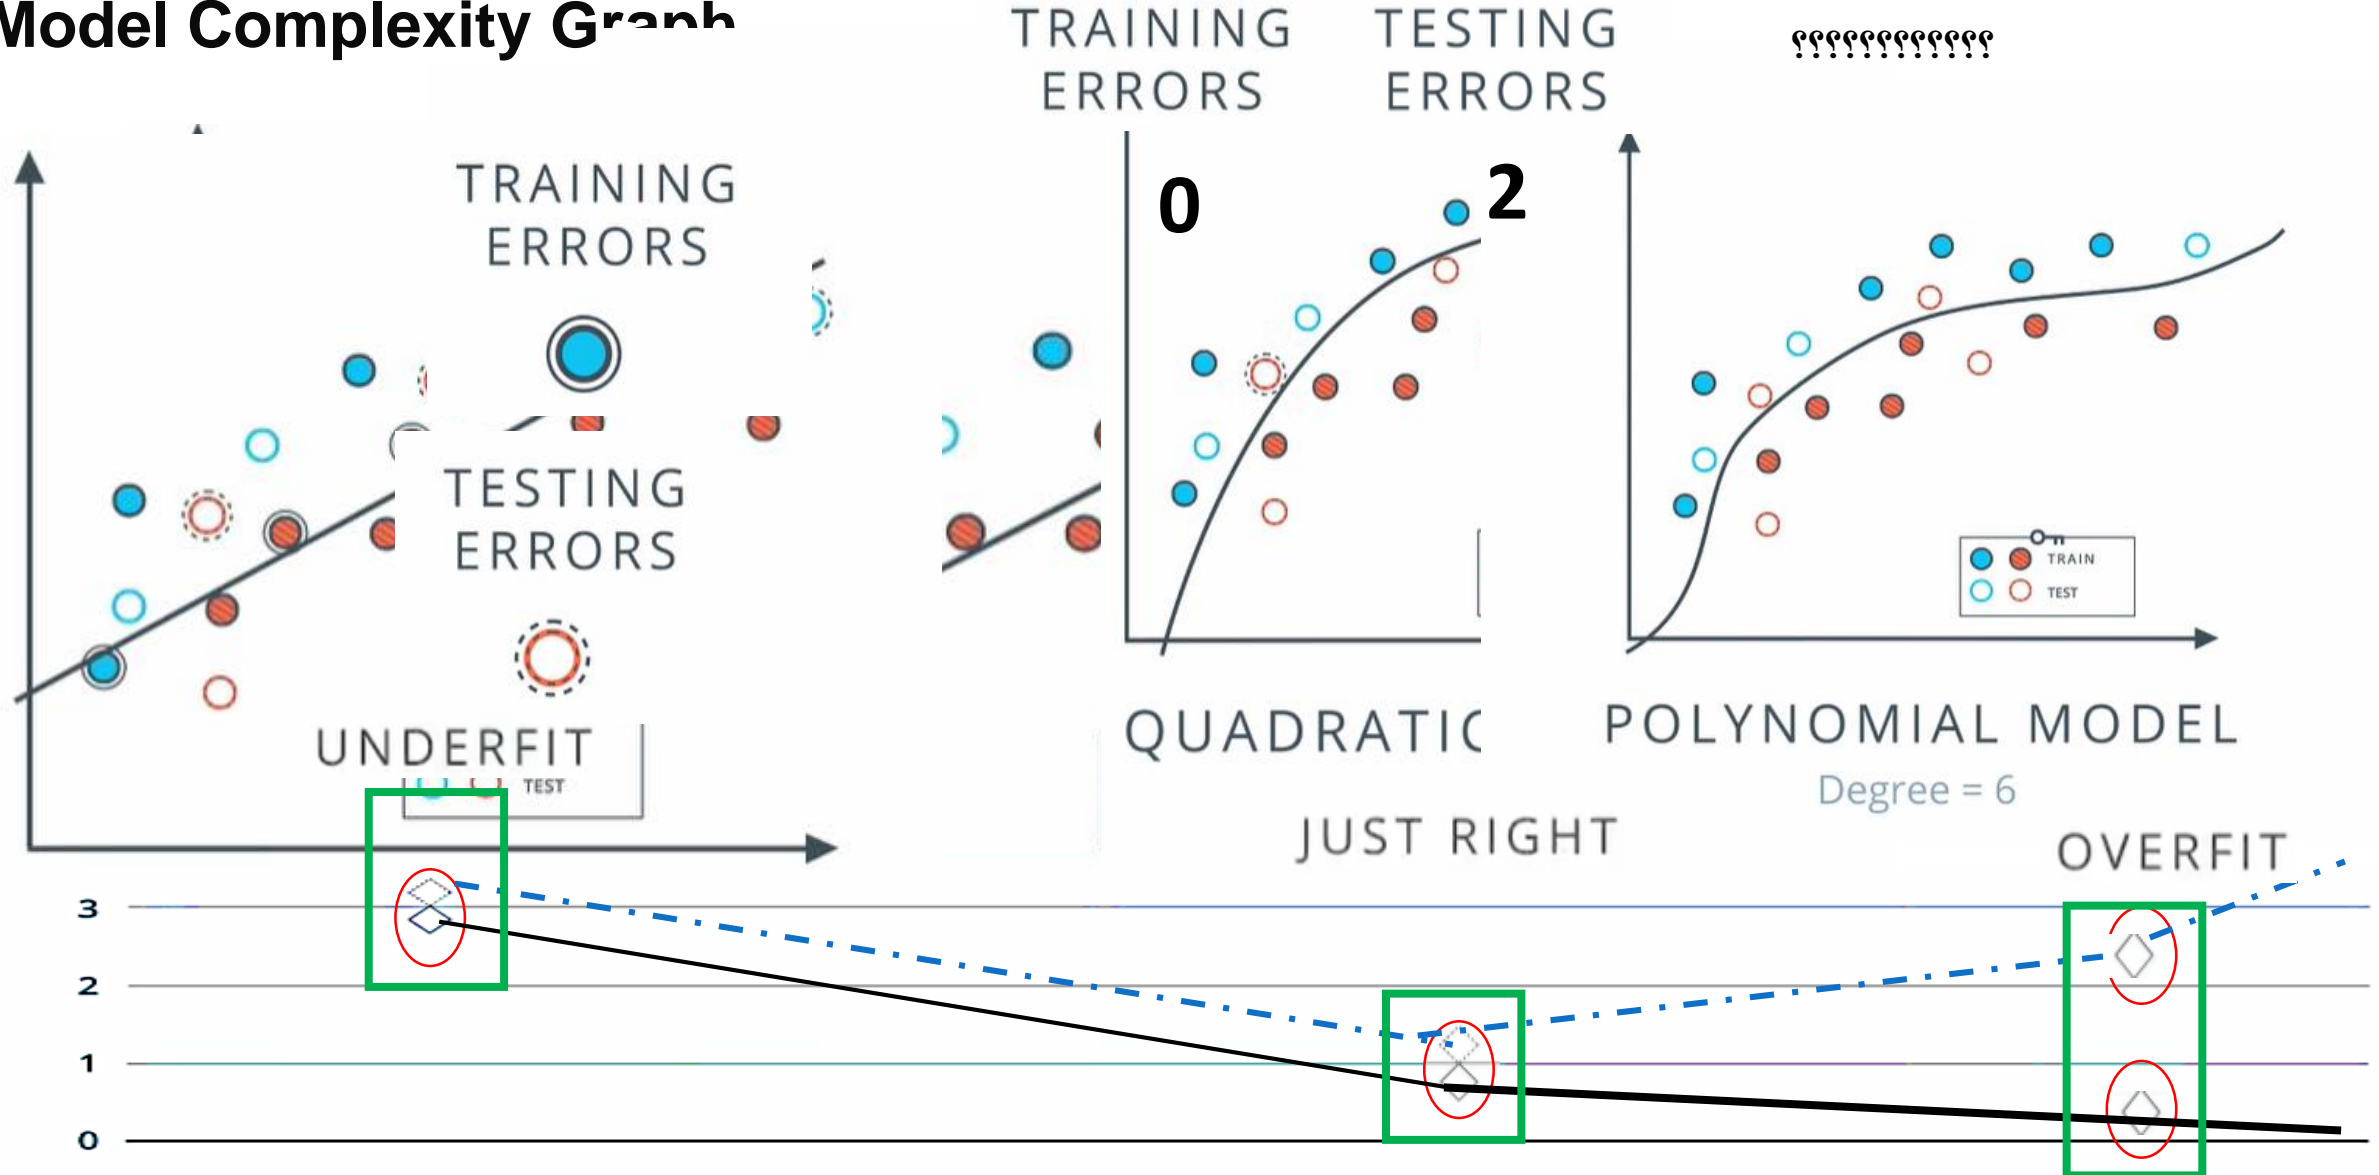 Model Complexity Graph
TRAINING
ERRORS
TESTING
ERRORS
؟؟؟؟؟؟؟؟؟؟؟؟
TRAINING
ERRORS
0
2
TESTING
ERRORS
TRAIN
TEST
UNDERFIT
TEST
QUADRATIC
POLYNOMIAL MODEL
Degree = 6
JUST RIGHT
OVERFIT
3
2
1
0